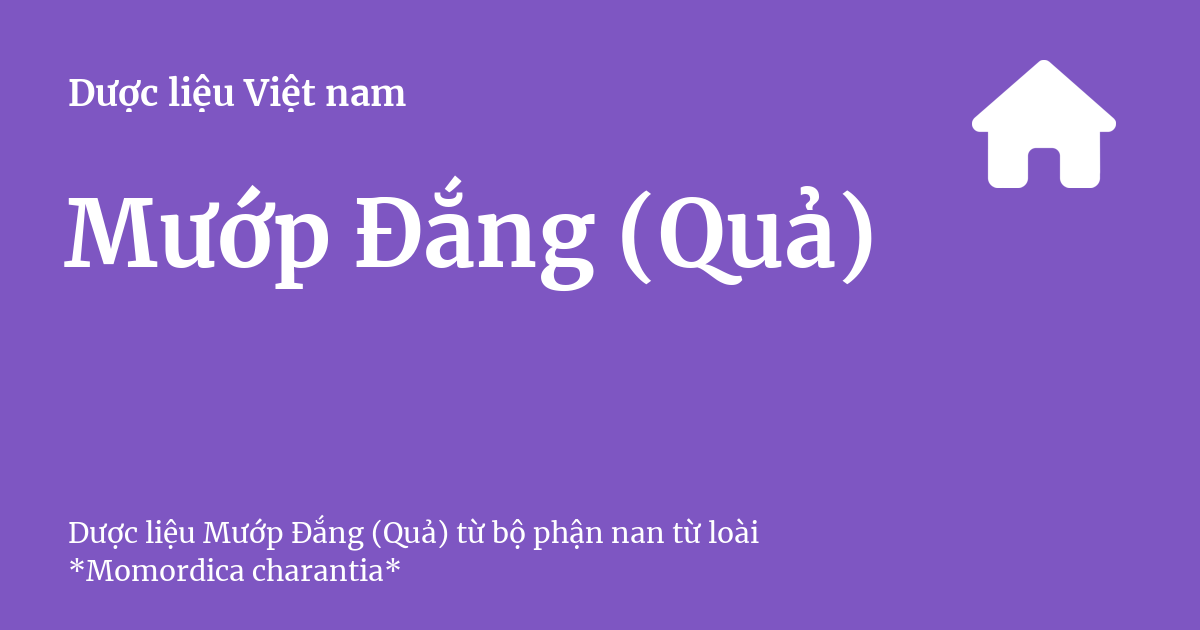 Dược liệu Việt nam
Mướp Đắng (Quả)
Dược liệu Mướp Đắng (Quả) từ bộ phận nan từ loài
*Momordica charantia*